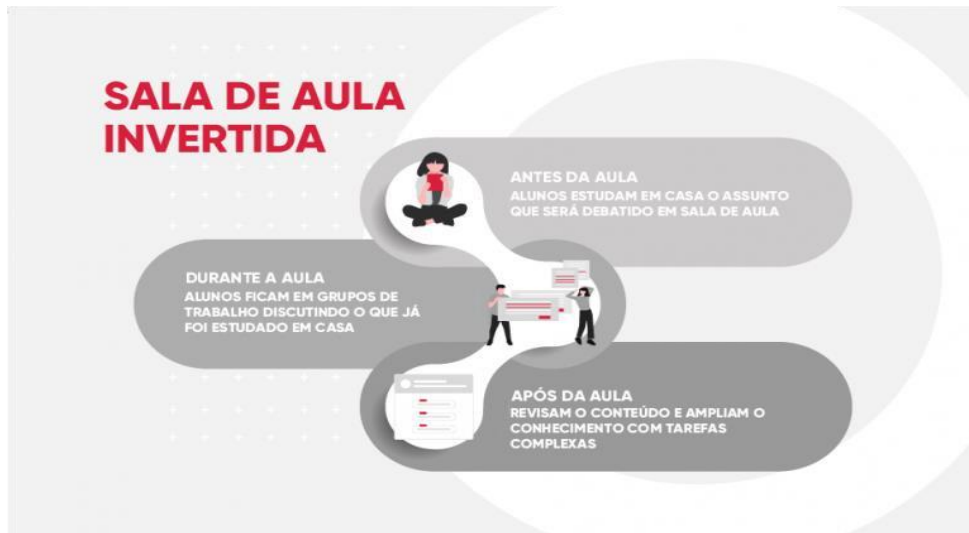 SALA DE AULA
INVERTIDA
ANTES DA AULA
ALUNOS ESTUDAM EM CASA O ASSUNTO
QUE SERÁ DEBATIDO EM SALA DE AULA
DURANTE A AULA
ALUNOS FICAM EM GRUPOS DE
TRABALHO DISCUTINDO O QUE JÁ
FOI ESTUDADO EM CASA
APÓS DA AULA
REVISAM O CONTEÚDO E AMPLIAM O
CONHECIMENTO COM TAREFAS
COMPLEXAS